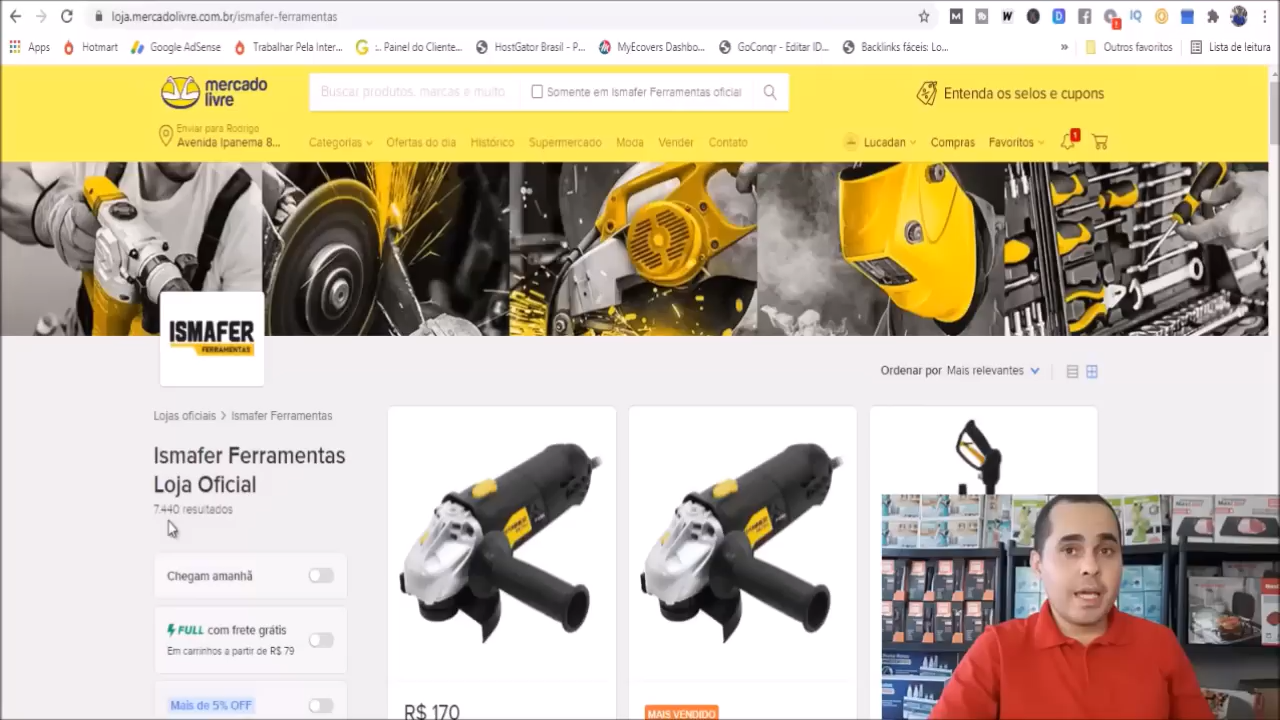 loja.mercadolivre.com.br/ismafer-ferramentas
Apps
Hotmart
Google AdSense
Trabalhar Pela Inter...
:. Painel do Cliente...
HostGator Brasil - P...
MyEcovers Dashbo...
GoConqr - Editar ID...
Backlinks fáceis: Lo...
»
Outros favoritos
Lista de leitura
mercado
livre
Buscar produtos, marcas e muito
Somente em Ismafer Ferramentas oficial
Entenda os selos e cupons
Enviar para Rodrigo
Avenida Ipanema 8...
Categorias
Ofertas do dia
Histórico
Supermercado
Moda
Vender
Contato
Lucadan
Compras
Favoritos
1
ISMAFER
FERRAMENTAS
Ordenar por Mais relevantes
Lojas oficiais > Ismafer Ferramentas
Ismafer Ferramentas
Loja Oficial
7.440 resultados
Chegam amanhã
FULL com frete grátis
Em carrinhos a partir de R$ 79
Mais de 5% OFF
R$ 170
MAIS VENDIDO